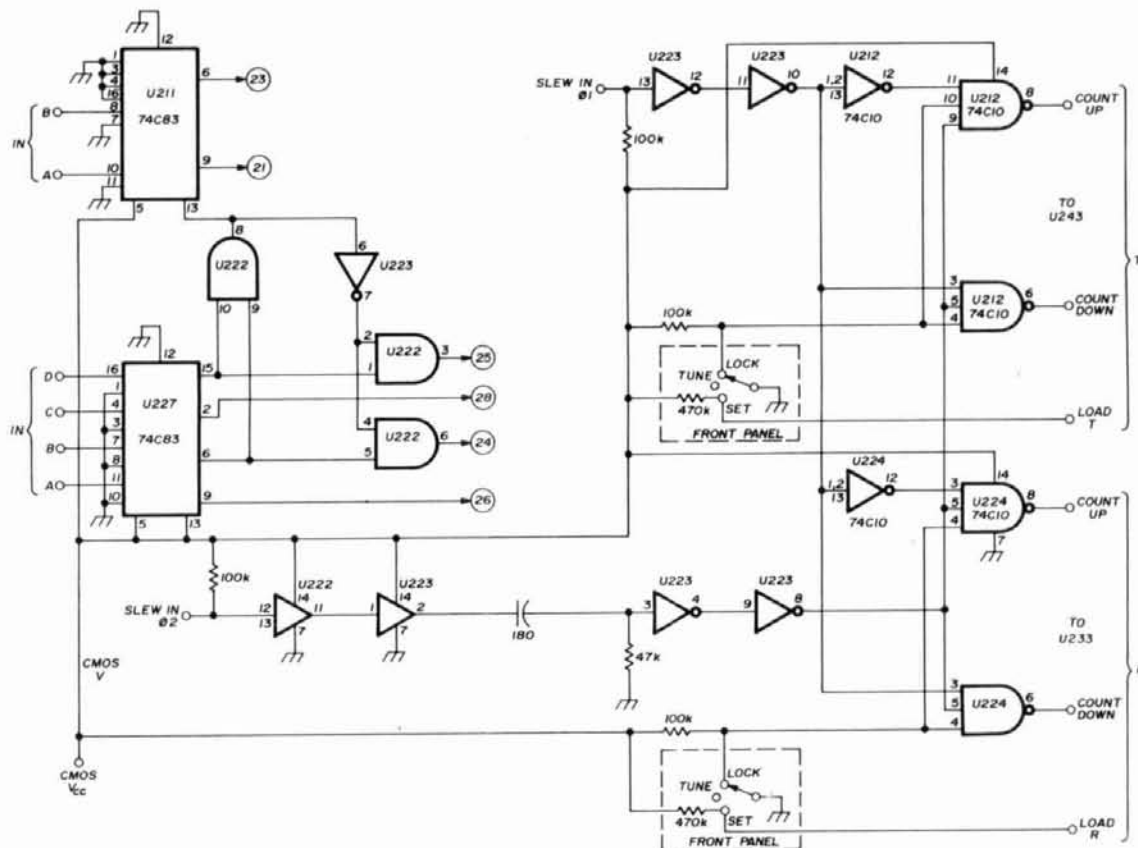 12
1
3
4
16
8
7
10
11
U211
74C83
6
23
9
21
IN
B
A
5
13
8
U222
10
9
6
U223
7
2
1
U222
3
25
28
4
5
U222
6
24
26
12
D
C
B
A
IN
16
1
4
3
7
8
11
10
U227
74C83
15
2
6
9
5
13
100k
SLEW IN
Ø2
12
13
U222
14
11
7
1
U223
14
2
7
180
47k
3
U223
4
9
U223
8
CMOS
V
CMOS
Vcc
SLEW IN
Ø1
13
U223
12
11
U223
10
1,2
13
U212
12
74C10
100k
11
10
9
14
U212
74C10
8
COUNT
UP
3
5
4
U212
74C10
6
COUNT
DOWN
TO
U243
T
100k
LOCK
TUNE
SET
470k
FRONT PANEL
LOAD
T
1,2
13
U224
12
74C10
3
5
4
14
U224
74C10
7
8
COUNT
UP
TO
U233
3
5
4
U224
6
COUNT
DOWN
100k
LOCK
TUNE
SET
470k
FRONT PANEL
LOAD
R